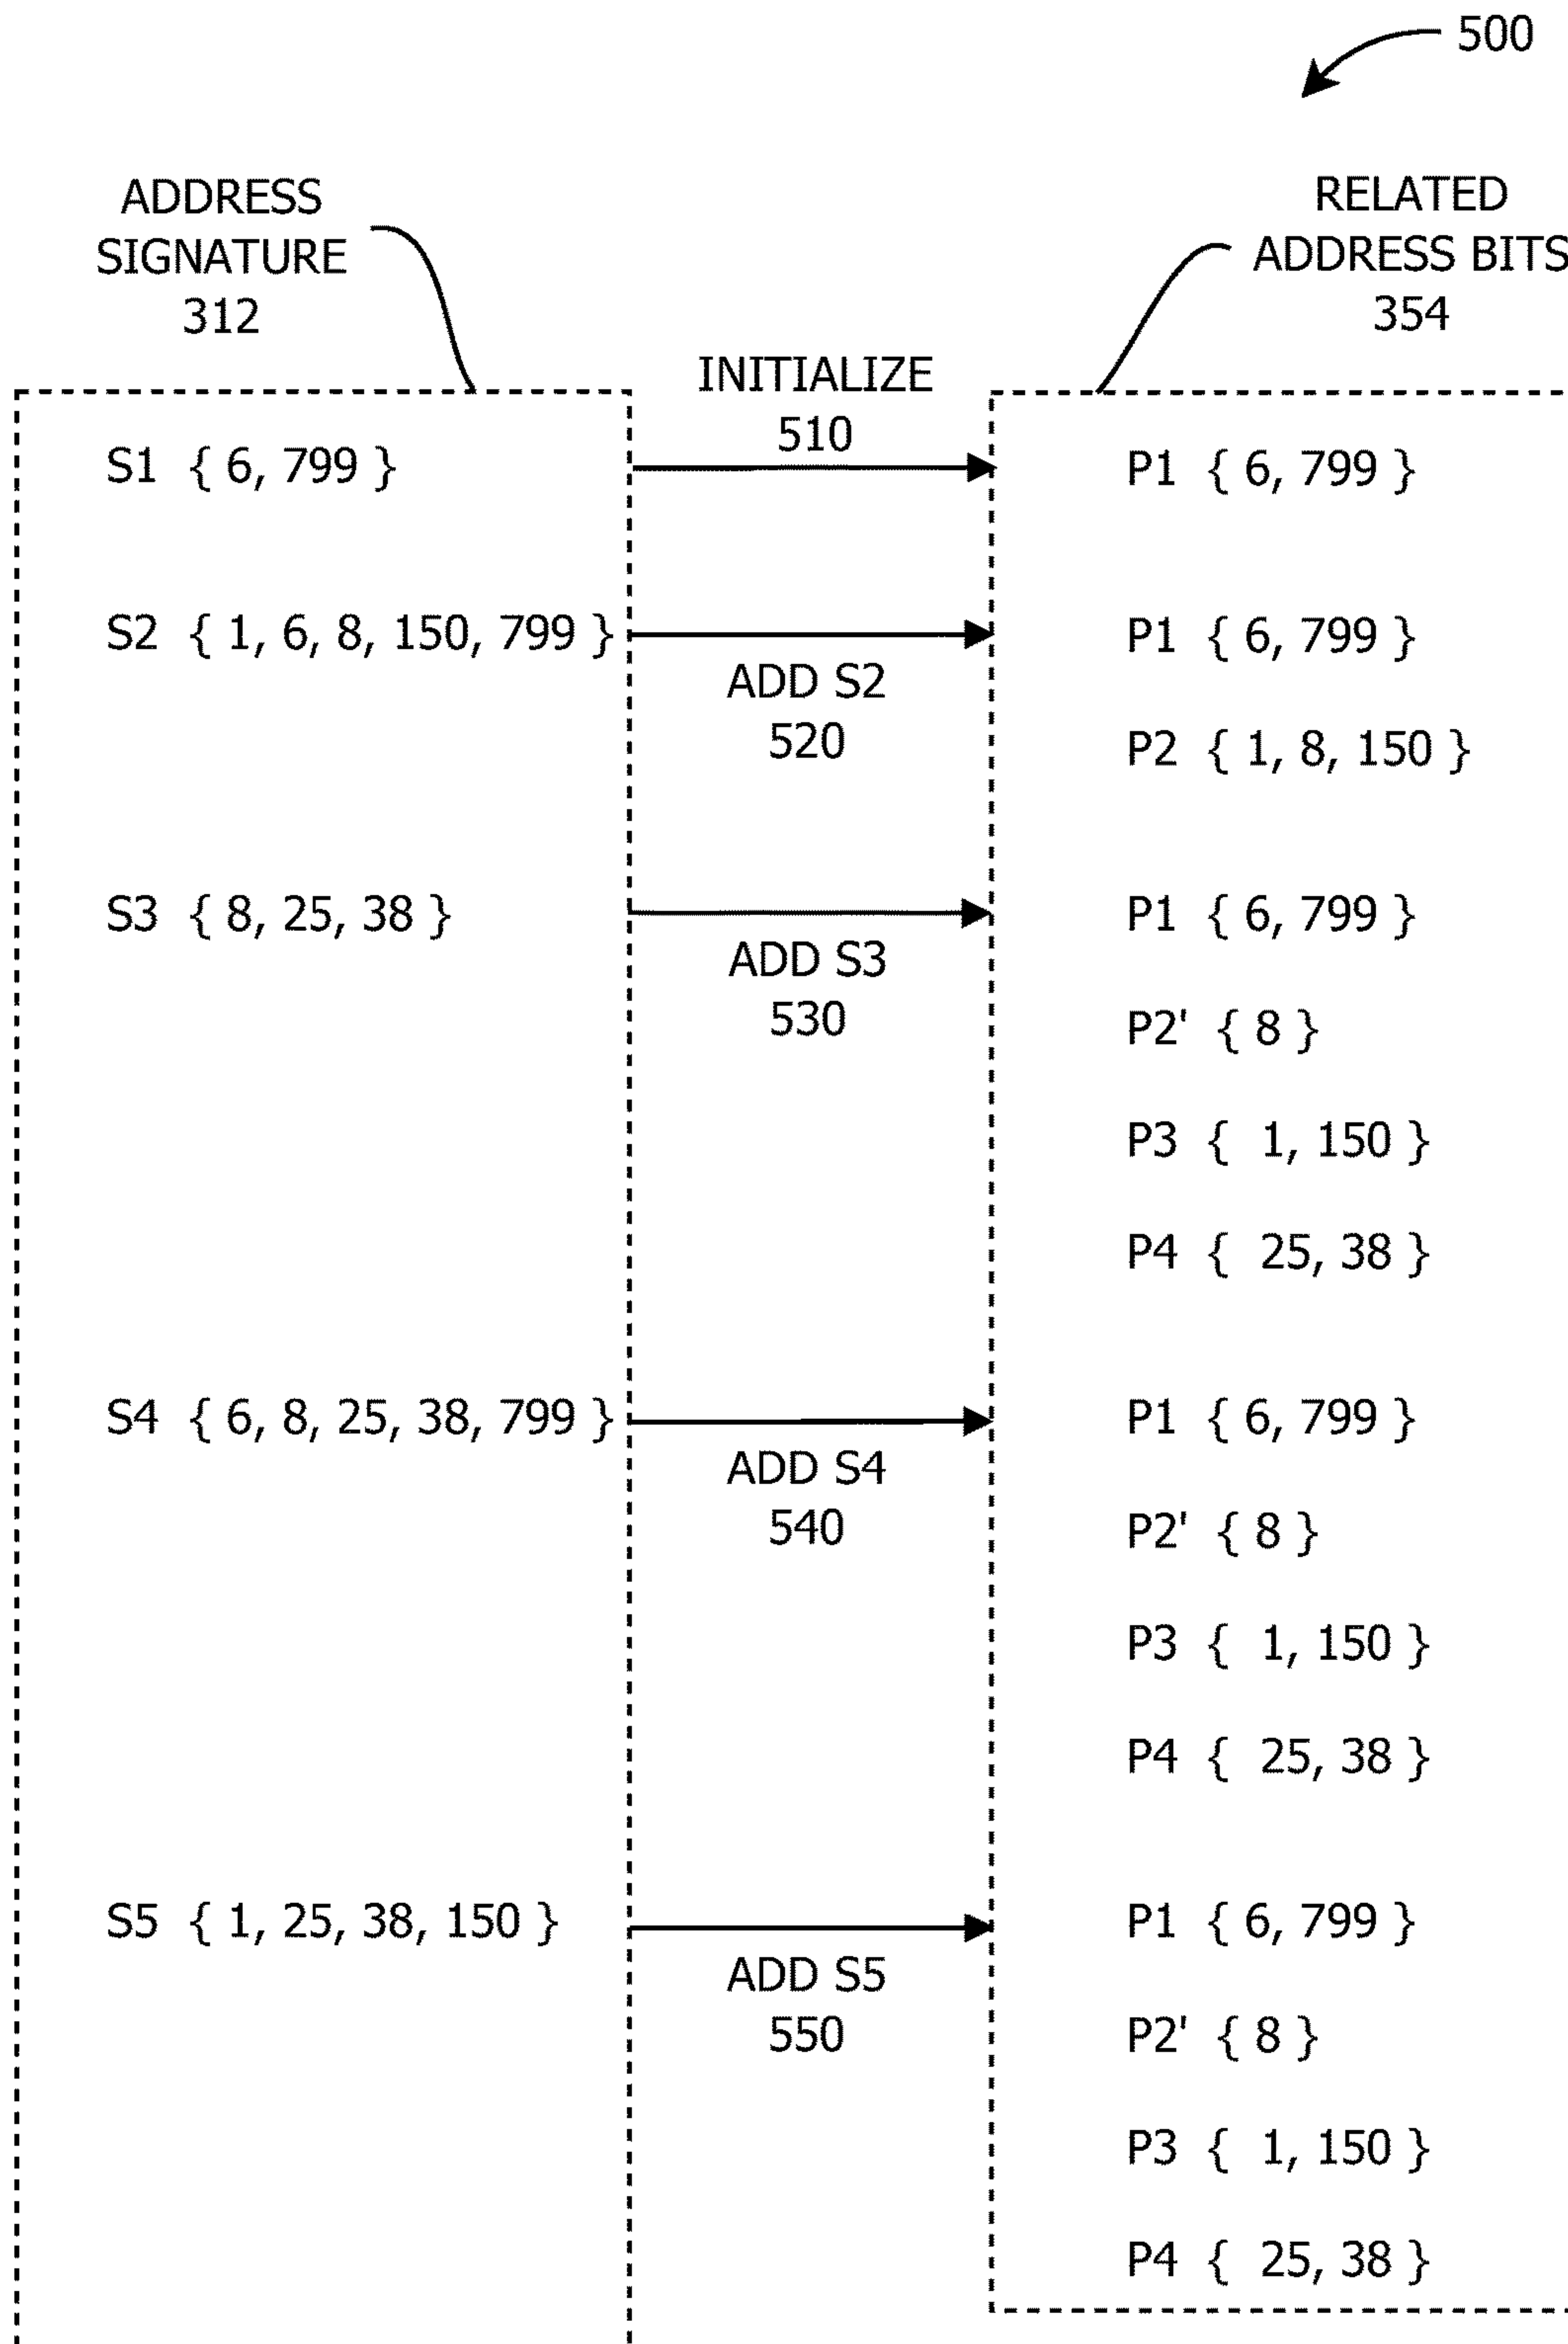 500
ADDRESS
SIGNATURE
312
RELATED
ADDRESS BITS
354
INITIALIZE
510
S1 { 6, 799 }
P1 { 6, 799 }
S2 { 1, 6, 8, 150, 799 }
ADD S2
520
P1 { 6, 799 }
P2 { 1, 8, 150 }
S3 { 8, 25, 38 }
ADD S3
530
P1 { 6, 799 }
P2' { 8 }
P3 { 1, 150 }
P4 { 25, 38 }
S4 { 6, 8, 25, 38, 799 }
ADD S4
540
P1 { 6, 799 }
P2' { 8 }
P3 { 1, 150 }
P4 { 25, 38 }
S5 { 1, 25, 38, 150 }
ADD S5
550
P1 { 6, 799 }
P2' { 8 }
P3 { 1, 150 }
P4 { 25, 38 }